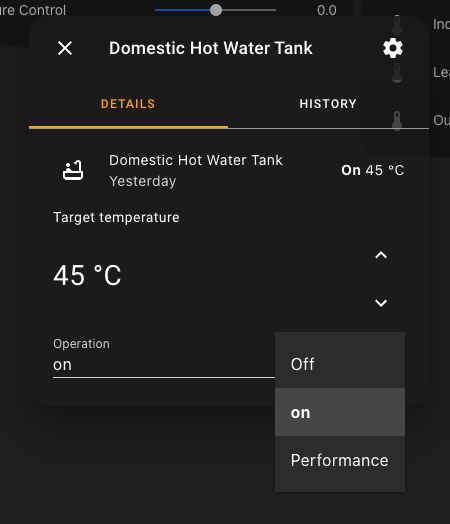 ure Control
0.0
Domestic Hot Water Tank
Ind
Lea
Ou
DETAILS
HISTORY
Domestic Hot Water Tank
Yesterday
On 45 °C
Target temperature
45 °C
Operation
on
Off
on
Performance